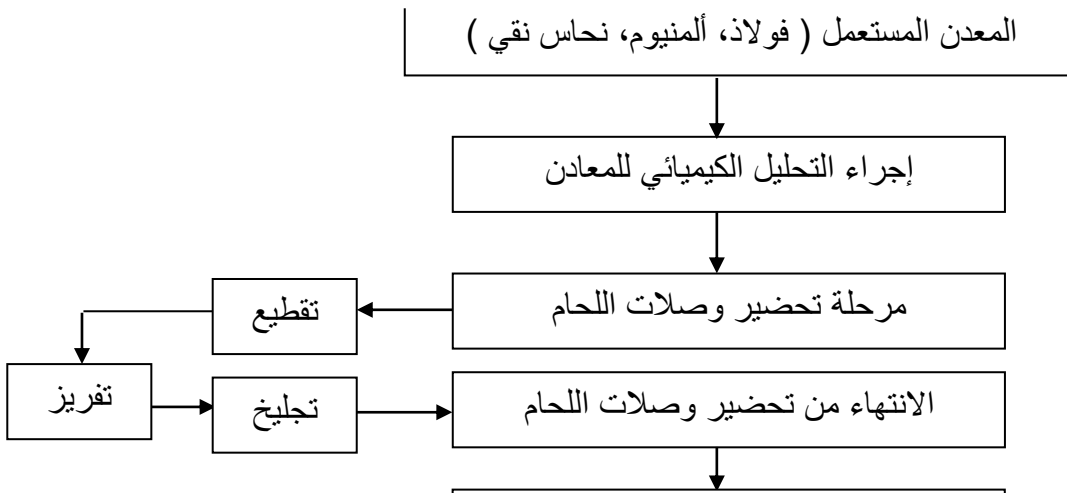 المعدن المستعمل ( فولاذ، ألمنيوم، نحاس نقي )
إجراء التحليل الكيميائي للمعادن
مرحلة تحضير وصلات اللحام
تقطيع
تفريز
تجليخ
الانتهاء من تحضير وصلات اللحام